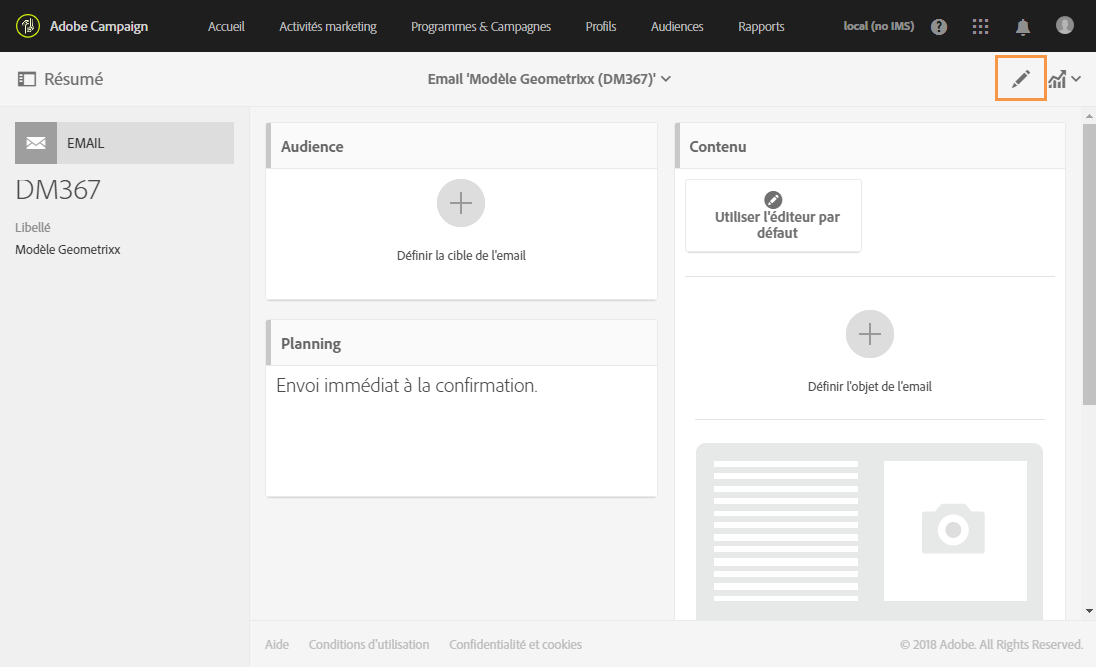 Adobe Campaign Accueil Activités marketing Programmes & Campagnes Profils Audiences Rapports local (no IMS) ?
Résumé Email 'Modèle Geometrixx (DM367)'
EMAIL
DM367
Libellé
Modèle Geometrixx
Audience
Définir la cible de l'email
Planning
Envoi immédiat à la confirmation.
Contenu
Utiliser l'éditeur par
défaut
Définir l'objet de l'email
Aide Conditions d'utilisation Confidentialité et cookies © 2018 Adobe. All Rights Reserved.